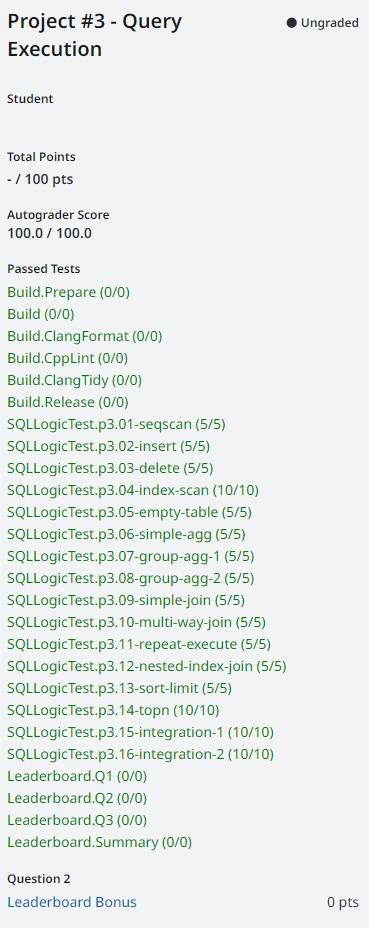 Project #3 - Query
● Ungraded
Execution
Student
Total Points
- / 100 pts
Autograder Score
100.0 / 100.0
Passed Tests
Build.Prepare (0/0)
Build (0/0)
Build.ClangFormat (0/0)
Build.CppLint (0/0)
Build.ClangTidy (0/0)
Build.Release (0/0)
SQLLogicTest.p3.01-seqscan (5/5)
SQLLogicTest.p3.02-insert (5/5)
SQLLogicTest.p3.03-delete (5/5)
SQLLogicTest.p3.04-index-scan (10/10)
SQLLogicTest.p3.05-empty-table (5/5)
SQLLogicTest.p3.06-simple-agg (5/5)
SQLLogicTest.p3.07-group-agg-1 (5/5)
SQLLogicTest.p3.08-group-agg-2 (5/5)
SQLLogicTest.p3.09-simple-join (5/5)
SQLLogicTest.p3.10-multi-way-join (5/5)
SQLLogicTest.p3.11-repeat-execute (5/5)
SQLLogicTest.p3.12-nested-index-join (5/5)
SQLLogicTest.p3.13-sort-limit (5/5)
SQLLogicTest.p3.14-topn (10/10)
SQLLogicTest.p3.15-integration-1 (10/10)
SQLLogicTest.p3.16-integration-2 (10/10)
Leaderboard.Q1 (0/0)
Leaderboard.Q2 (0/0)
Leaderboard.Q3 (0/0)
Leaderboard.Summary (0/0)
Question 2
Leaderboard Bonus 0 pts